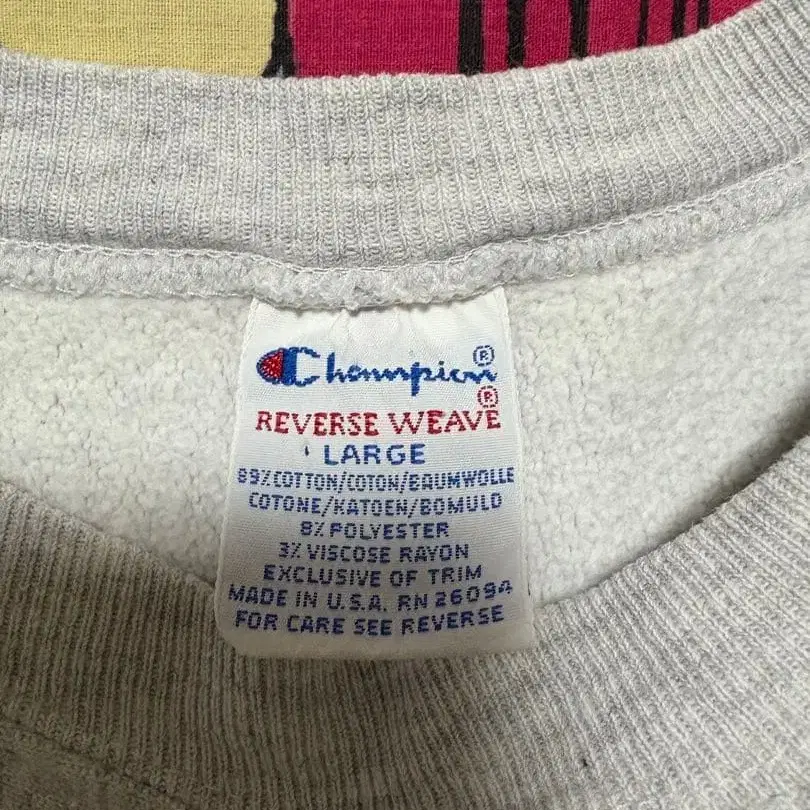 Champion®
®
REVERSE WEAVE
LARGE
89% COTTON/COTON/BAUMWOLLE
COTONE/KATOEN/BOMULD
8% POLYESTER
3% VISCOSE RAYON
EXCLUSIVE OF TRIM
MADE IN U.S.A. RN 26094
FOR CARE SEE REVERSE